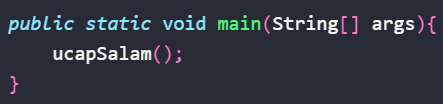 public static void main(String[] args){
    ucapSalam();
}